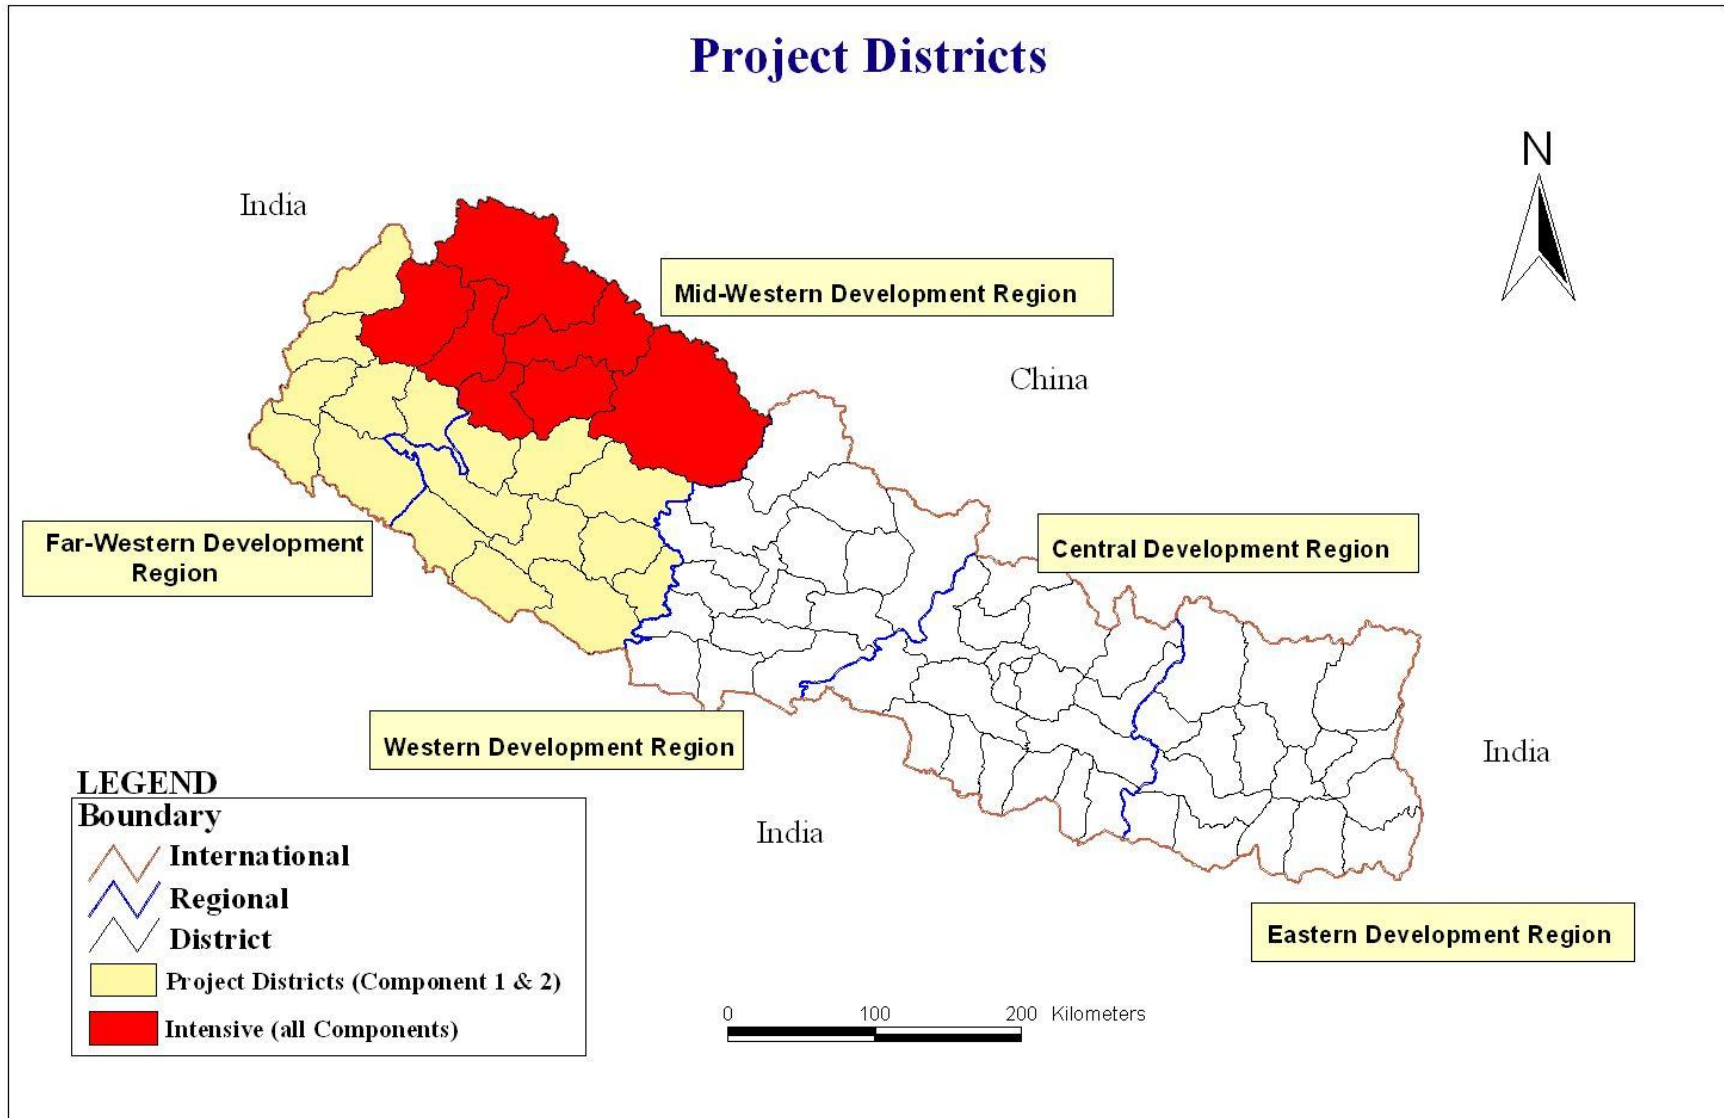 Project Districts
N
India
Mid-Western Development Region
China
Far-Western Development
Region
Central Development Region
Western Development Region
India
India
Eastern Development Region
LEGEND
Boundary
International
Regional
District
Project Districts (Component 1 & 2)
Intensive (all Components)
0 100 200 Kilometers